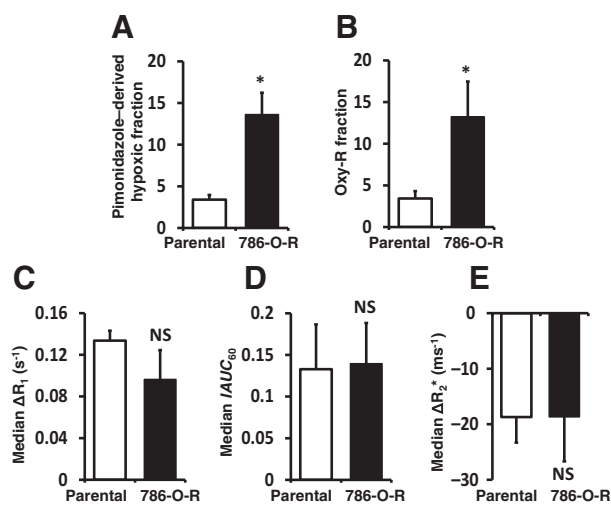 A
Pimonidazole–derived
hypoxic fraction
20
15
10
5
0
*
Parental 786-O-R
B
Oxy-R fraction
20
15
10
5
0
*
Parental 786-O-R
C
Median ΔR1 (s-1)
0.16
0.12
0.08
0.04
0
NS
Parental 786-O-R
D
Median IAUC60
0.2
0.15
0.1
0.05
0
NS
Parental 786-O-R
E
Median ΔR2* (ms-1)
0
−10
−20
−30
NS
Parental 786-O-R